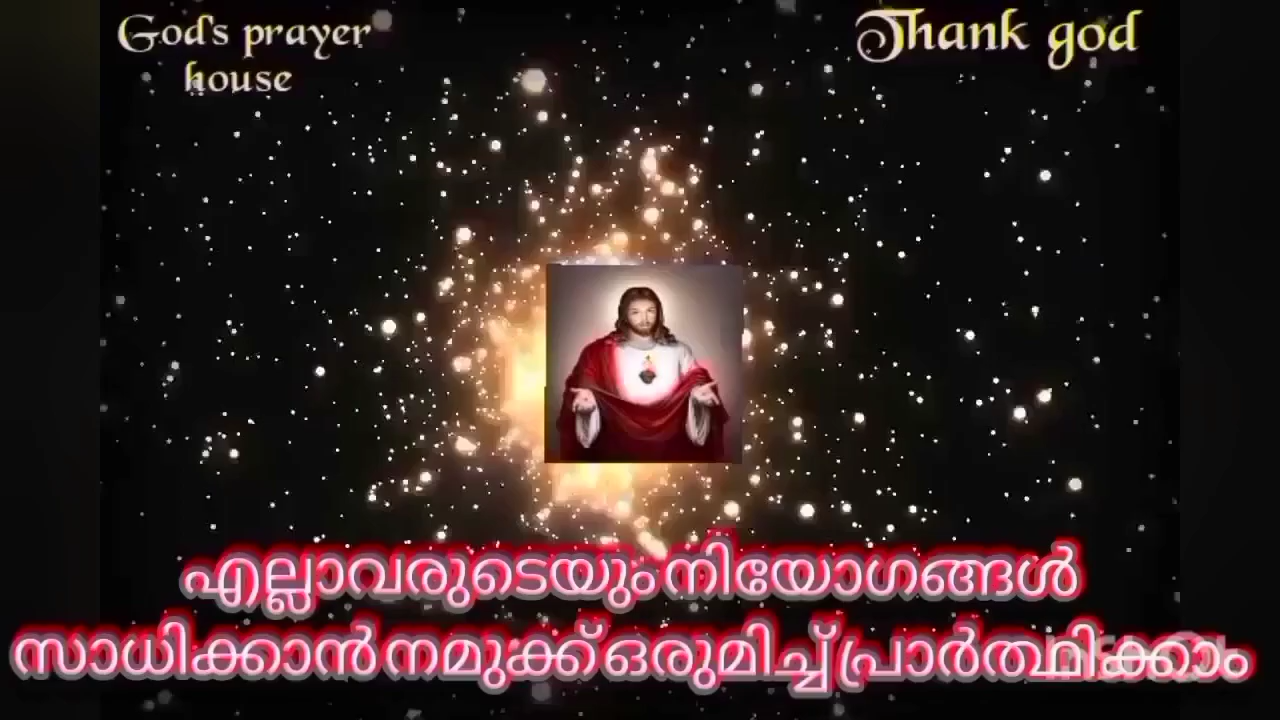 God's prayer
house
Thank god
എല്ലാവരുടെയും നിയോഗങ്ങൾ
സാധിക്കാൻ നമുക്ക് ഒരുമിച്ച് പ്രാർത്ഥിക്കാം